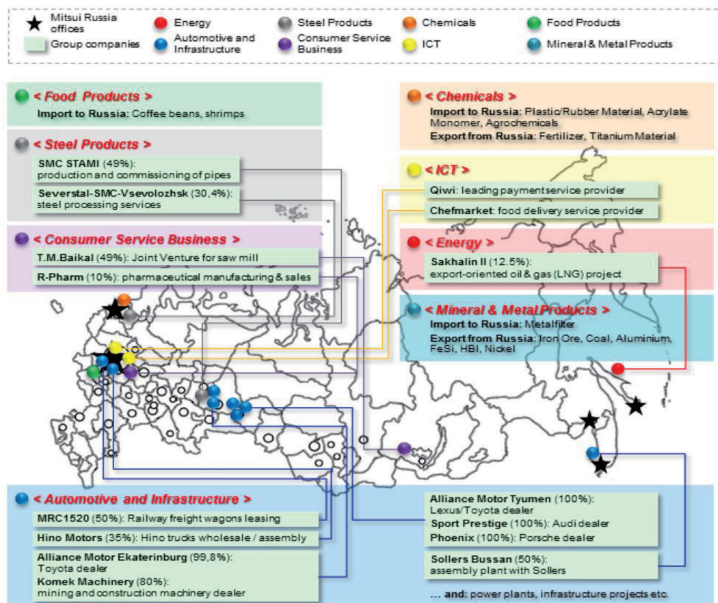 Mitsui Russia
offices
Group companies
Energy
Automotive and
Infrastructure
Steel Products
Consumer Service
Business
Chemicals
ICT
Food Products
Mineral & Metal Products
< Food Products >
Import to Russia: Coffee beans, shrimps
< Steel Products >
SMC STAMI (49%):
production and commissioning of pipes
Severstal-SMC-Vsevolozhsk (30,4%):
steel processing services
< Consumer Service Business >
T.M.Baikal (49%): Joint Venture for saw mill
R-Pharm (10%): pharmaceutical manufacturing & sales
< Chemicals >
Import to Russia: Plastic/Rubber Material, Acrylate
Monomer, Agrochemicals
Export from Russia: Fertilizer, Titanium Material
< ICT >
Qiwi: leading payment service provider
Chefmarket: food delivery service provider
< Energy >
Sakhalin II (12.5%):
export-oriented oil & gas (LNG) project
< Mineral & Metal Products >
Import to Russia: Metal filter
Export from Russia: Iron Ore, Coal, Aluminium,
FeSi, HBI, Nickel
< Automotive and Infrastructure >
MRC1520 (50%): Railway freight wagons leasing
Hino Motors (35%): Hino trucks wholesale / assembly
Alliance Motor Ekaterinburg (99,8%):
Toyota dealer
Komek Machinery (80%):
mining and construction machinery dealer
Alliance Motor Tyumen (100%):
Lexus/Toyota dealer
Sport Prestige (100%): Audi dealer
Phoenix (100%): Porsche dealer
Sollers Bussan (50%):
assembly plant with Sollers
... and: power plants, infrastructure projects etc.